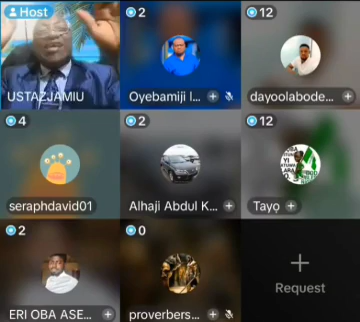 Host
USTAZJAMIU
2
Oyebamiji I...
12
dayoolabode...
4
seraphdavid01
2
Alhaji Abdul K...
12
Tayọ
2
ERI OBA ASE...
0
proverbers...
Request